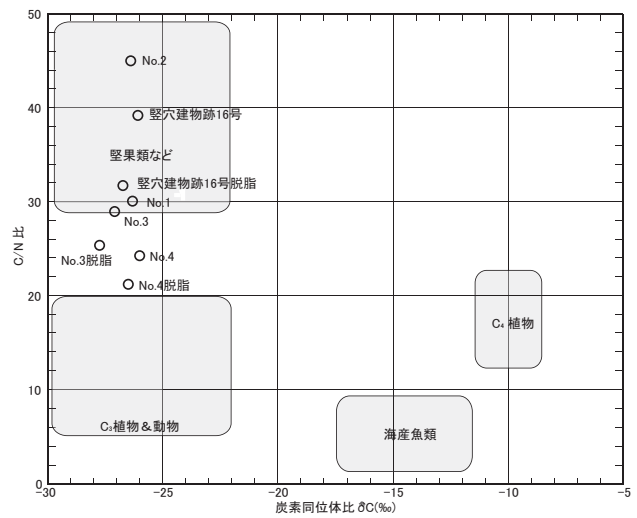 50
40
30
20
10
0
C/N 比
No.2
竪穴建物跡16号
堅果類など
竪穴建物跡16号脱脂
No.1
No.3
No.3脱脂
No.4
No.4脱脂
C₄ 植物
C₃植物＆動物
海産魚類
-30 -25 -20 -15 -10 -5
炭素同位体比 δC(‰)